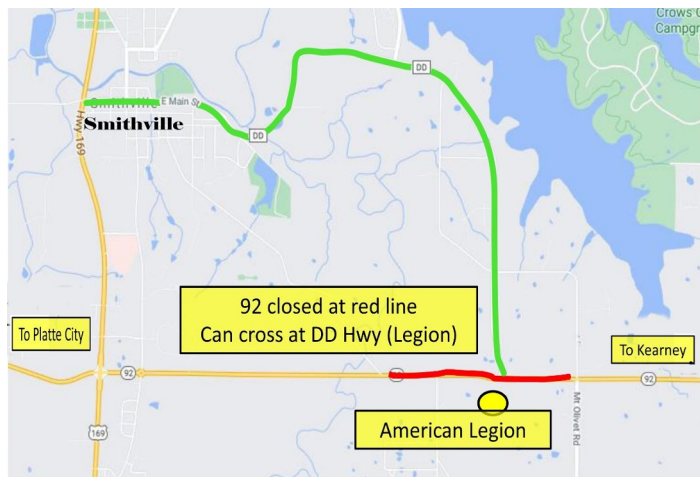 Crows C
Campgr
DD
Smithville
E Main St
Smithville
Hwy 169
DD
92 closed at red line
Can cross at DD Hwy (Legion)
To Platte City
To Kearney
92
92
American Legion
Mt Olivet Rd
169